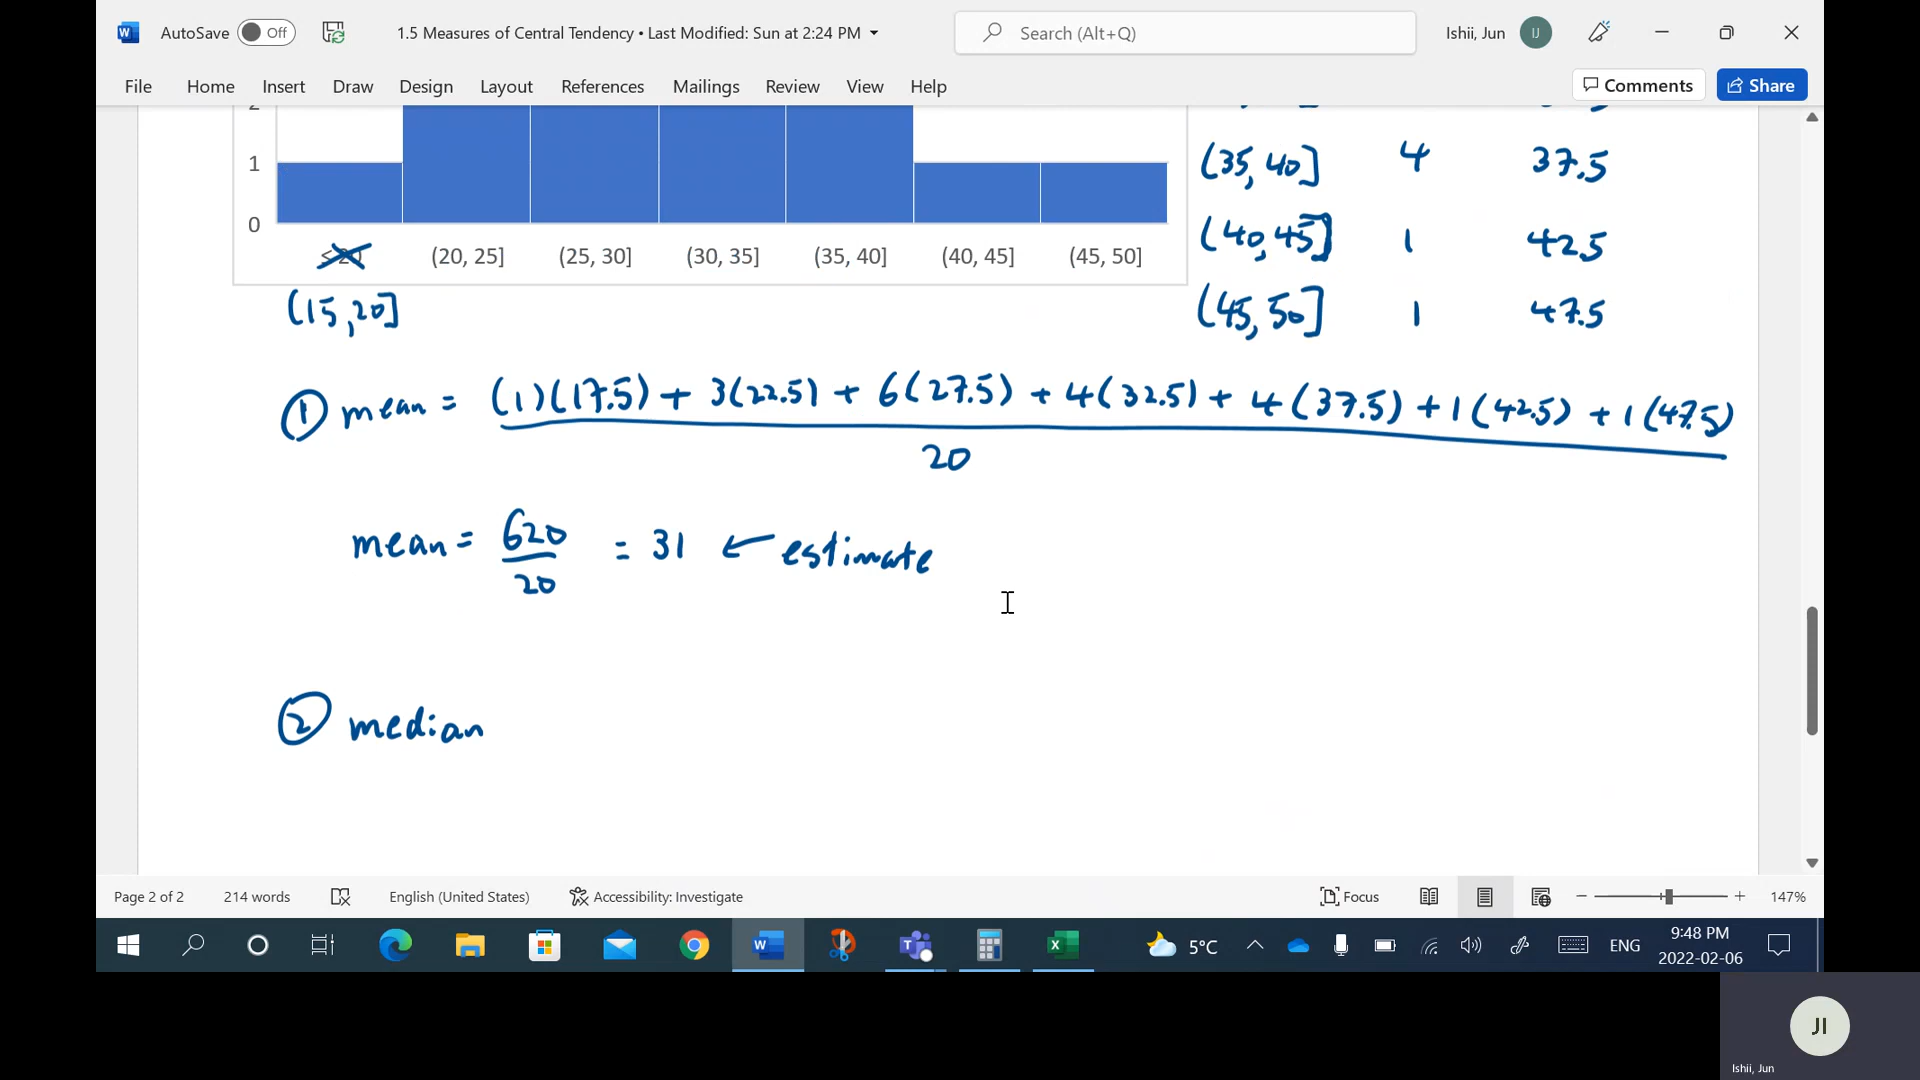 AutoSave Off 1.5 Measures of Central Tendency • Last Modified: Sun at 2:24 PM Search (Alt+Q) Ishii, Jun IJ
File Home Insert Draw Design Layout References Mailings Review View Help Comments Share
2
1
0
(20, 25] (25, 30] (30, 35] (35, 40] (40, 45] (45, 50]
(15,20]
(35, 40] 4 37.5
(40,45] 1 42.5
(45,50] 1 47.5
① mean = (1)(17.5) + 3(22.5) + 6(27.5) + 4(32.5) + 4(37.5) + 1(42.5) + 1(47.5)
20
mean = 620 = 31 ← estimate
20
② median
Page 2 of 2 214 words English (United States) Accessibility: Investigate Focus 147%
5°C ENG 9:48 PM
2022-02-06
JI
Ishii, Jun